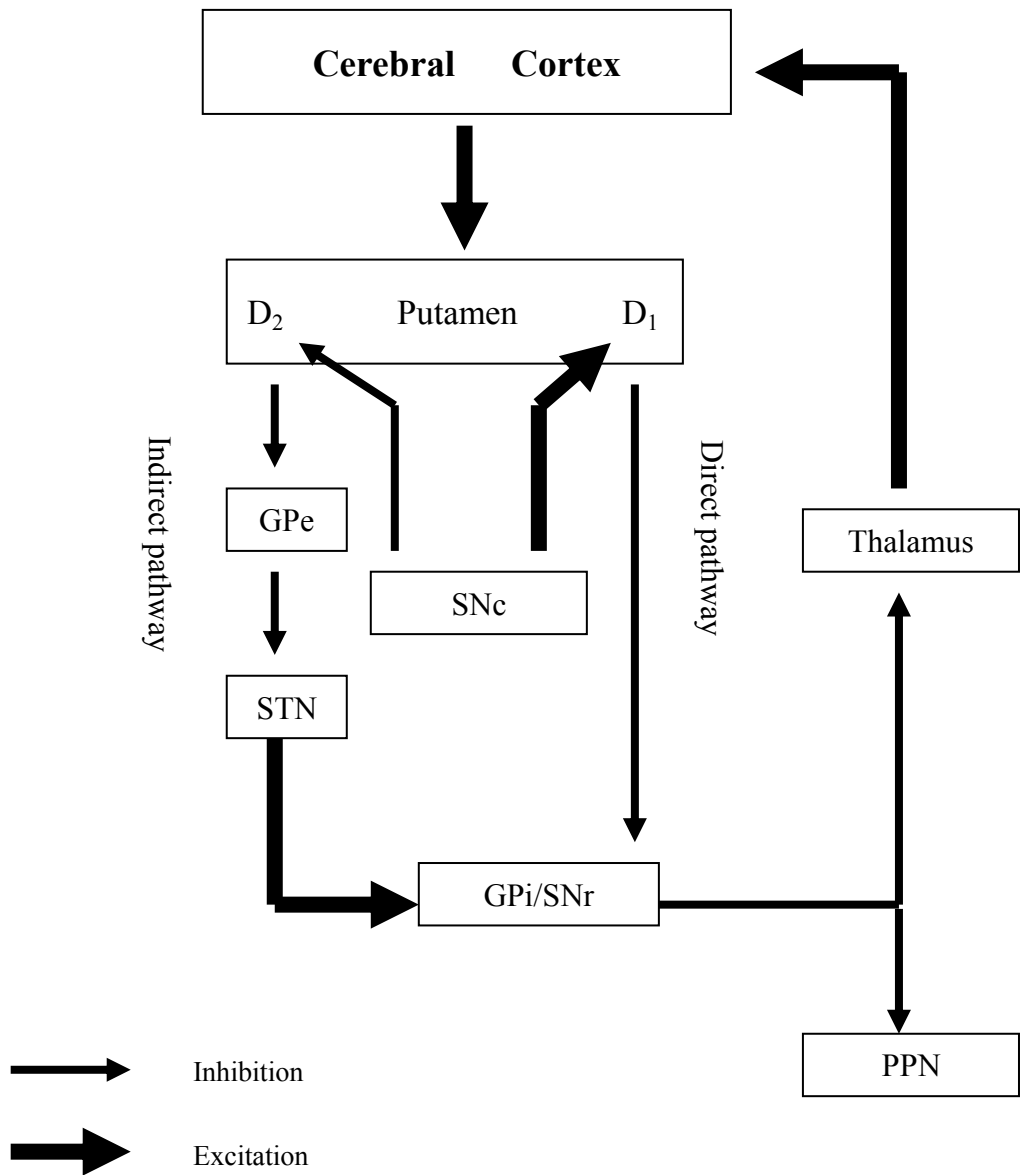 Cerebral Cortex
D₂ Putamen D₁
Indirect pathway
Direct pathway
GPe
Thalamus
SNc
STN
GPi/SNr
PPN
Inhibition
Excitation